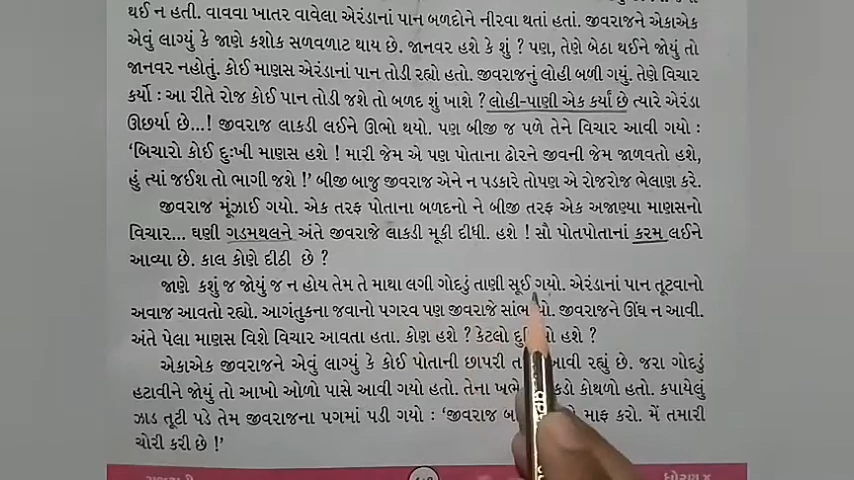 થઈ ન હતી. વાવવા ખાતર વાવેલા એરંડાનાં પાન બળદોને નીરવા થતાં હતાં. જીવરાજને એકાએક
એવું લાગ્યું કે જાણે કશોક સળવળાટ થાય છે. જાનવર હશે કે શું ? પણ, તેણે બેઠા થઈને જોયું તો
જાનવર નહોતું. કોઈ માણસ એરંડાનાં પાન તોડી રહ્યો હતો. જીવરાજનું લોહી બળી ગયું. તેણે વિચાર
કર્યો : આ રીતે રોજ કોઈ પાન તોડી જશે તો બળદ શું ખાશે ? લોહી-પાણી એક કર્યાં છે ત્યારે એરંડા
ઊછર્યા છે...! જીવરાજ લાકડી લઈને ઊભો થયો. પણ બીજી જ પળે તેને વિચાર આવી ગયો :
‘બિચારો કોઈ દુઃખી માણસ હશે ! મારી જેમ એ પણ પોતાના ઢોરને જીવની જેમ જાળવતો હશે,
હું ત્યાં જઈશ તો ભાગી જશે !’ બીજી બાજુ જીવરાજ એને ન પડકારે તોપણ એ રોજરોજ ભેલાણ કરે.
જીવરાજ મૂંઝાઈ ગયો. એક તરફ પોતાના બળદનો ને બીજી તરફ એક અજાણ્યા માણસનો
વિચાર... ઘણી ગડમથલને અંતે જીવરાજે લાકડી મૂકી દીધી. હશે ! સૌ પોતપોતાનાં કરમ લઈને
આવ્યા છે. કાલ કોણે દીઠી છે ?
જાણે કશું જ જોયું જ ન હોય તેમ તે માથા લગી ગોદડું તાણી સૂઈ ગયો. એરંડાનાં પાન તૂટવાનો
અવાજ આવતો રહ્યો. આગંતુકના જવાનો પગરવ પણ જીવરાજે જીવરાજને ઊંઘ ન આવી.
અંતે પેલા માણસ વિશે વિચાર આવતા હતા. કોણ હશે ? કેટલો હશે ?
એકાએક જીવરાજને એવું લાગ્યું કે કોઈ પોતાની છાપરી આવી રહ્યું છે. જરા ગોદડું
હટાવીને જોયું તો આખો ઓળો પાસે આવી ગયો હતો. તેના કોથળો હતો. કપાયેલું
ઝાડ તૂટી પડે તેમ જીવરાજના પગમાં પડી ગયો : ‘જીવરાજ માફ કરો. મેં તમારી
ચોરી કરી છે !’